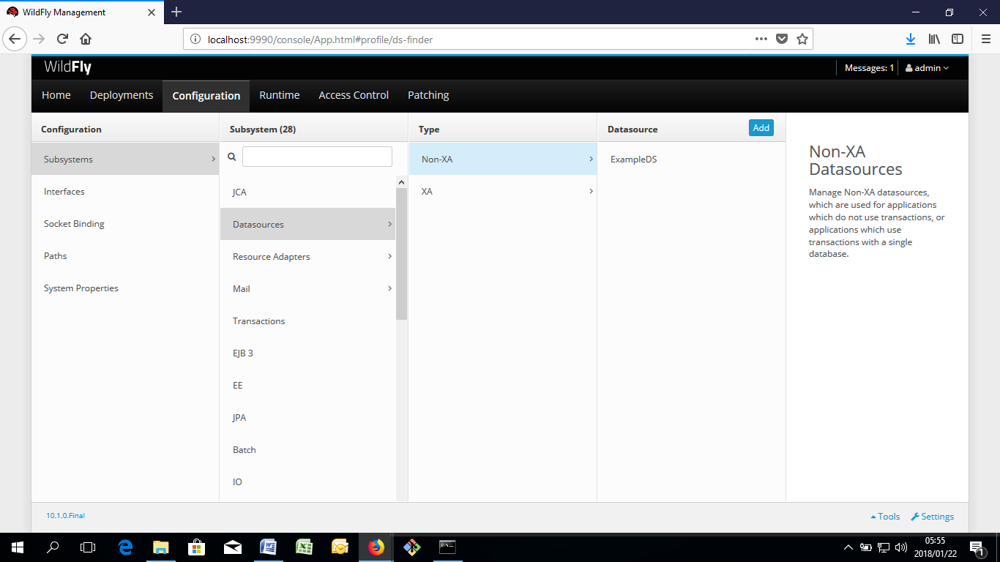 WildFly Management
localhost:9990/console/App.html#profile/ds-finder
WildFly
Messages: 1
admin
Home Deployments Configuration Runtime Access Control Patching
Configuration
Subsystems
Interfaces
Socket Binding
Paths
System Properties
Subsystem (28)
JCA
Datasources
Resource Adapters
Mail
Transactions
EJB 3
EE
JPA
Batch
IO
Type
Non-XA
XA
Datasource
Add
ExampleDS
Non-XA
Datasources
Manage Non-XA datasources,
which are used for applications
which do not use transactions, or
applications which use
transactions with a single
database.
10.1.0.Final
Tools
Settings
05:55
2018/01/22
1